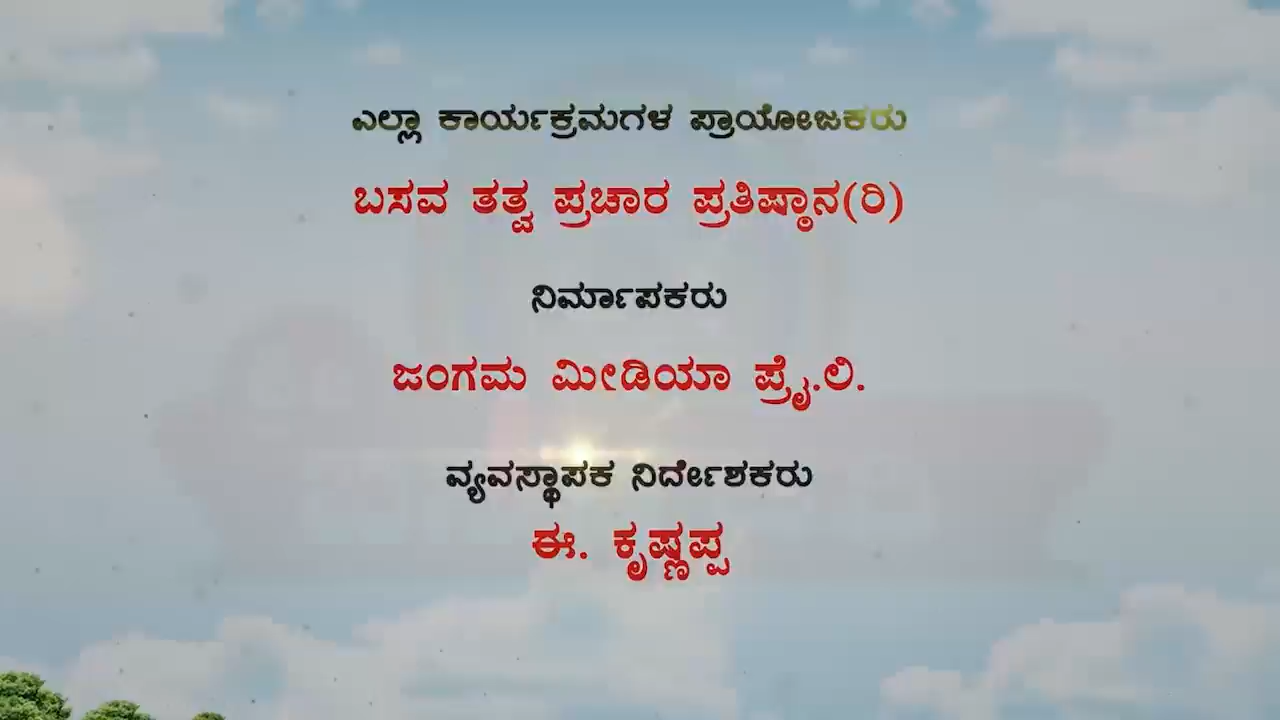 ಎಲ್ಲಾ ಕಾರ್ಯಕ್ರಮಗಳ ಪ್ರಾಯೋಜಕರು
ಬಸವ ತತ್ವ ಪ್ರಚಾರ ಪ್ರತಿಷ್ಠಾನ(ರಿ)
ನಿರ್ಮಾಪಕರು
ಜಂಗಮ ಮೀಡಿಯಾ ಪ್ರೈ.ಲಿ.
ವ್ಯವಸ್ಥಾಪಕ ನಿರ್ದೇಶಕರು
ಈ. ಕೃಷ್ಣಪ್ಪ